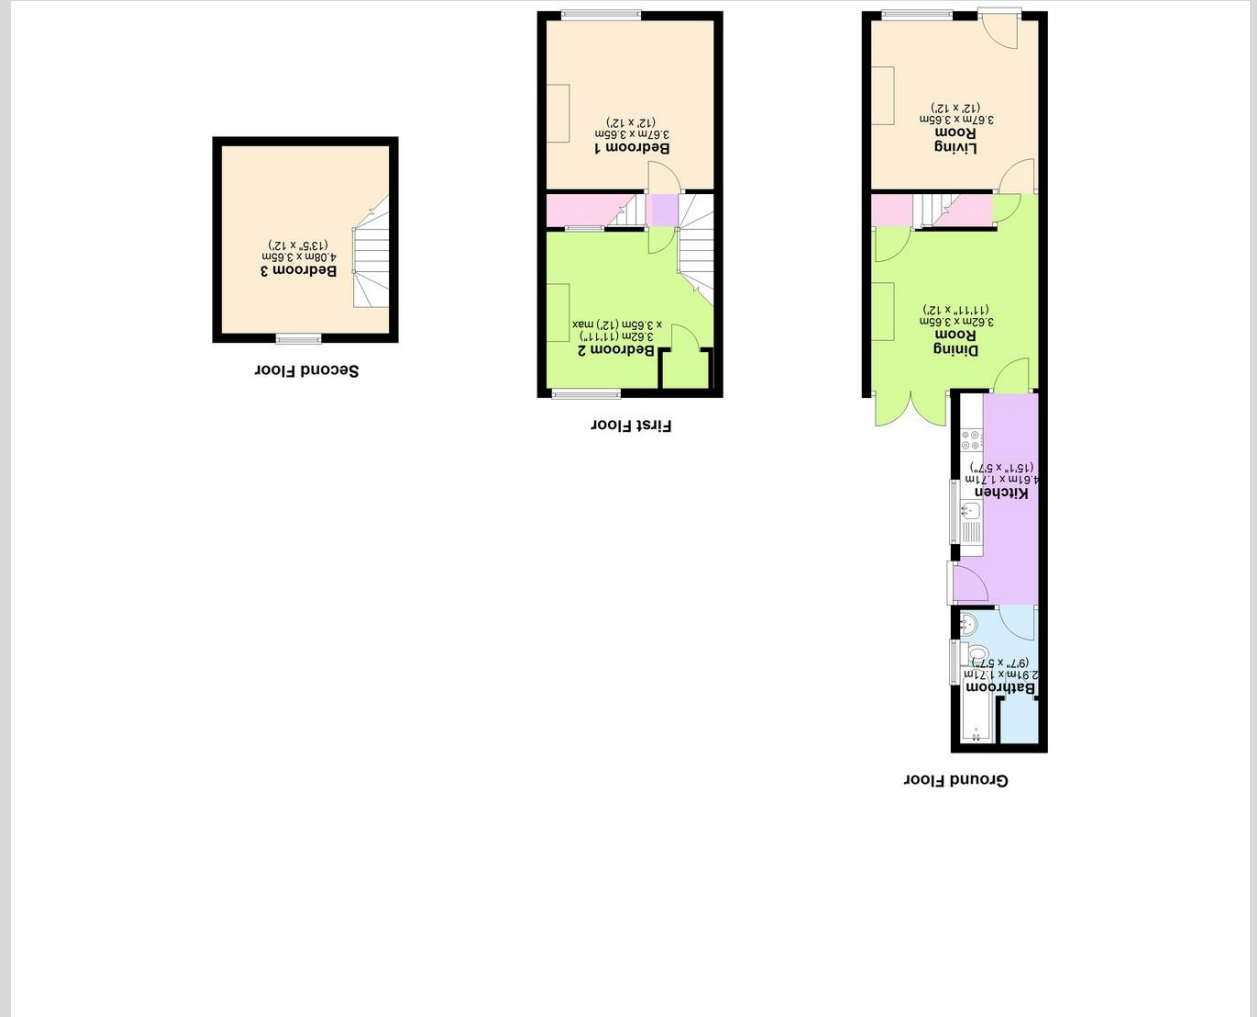 Ground Floor
Bathroom
2.91m x 1.71m
(9'7" x 5'7")
Kitchen
4.61m x 1.71m
(15'1" x 5'7")
Dining
Room
3.62m x 3.65m
(11'11" x 12')
Living
Room
3.67m x 3.65m
(12' x 12')
First Floor
Bedroom 2
3.62m (11'11")
x 3.65m (12') max
Bedroom 1
3.67m x 3.65m
(12' x 12')
Second Floor
Bedroom 3
4.08m x 3.65m
(13'5" x 12')